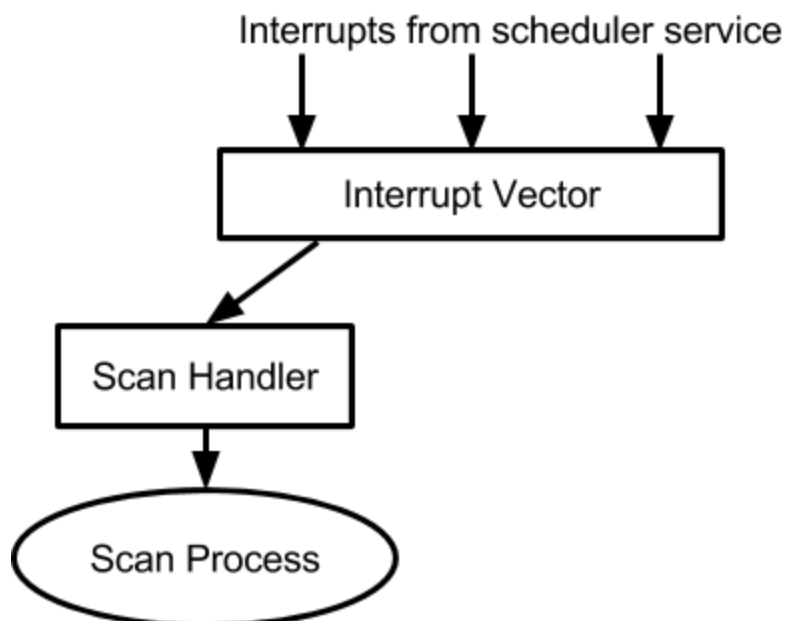 Interrupts from scheduler service
Interrupt Vector
Scan Handler
Scan Process